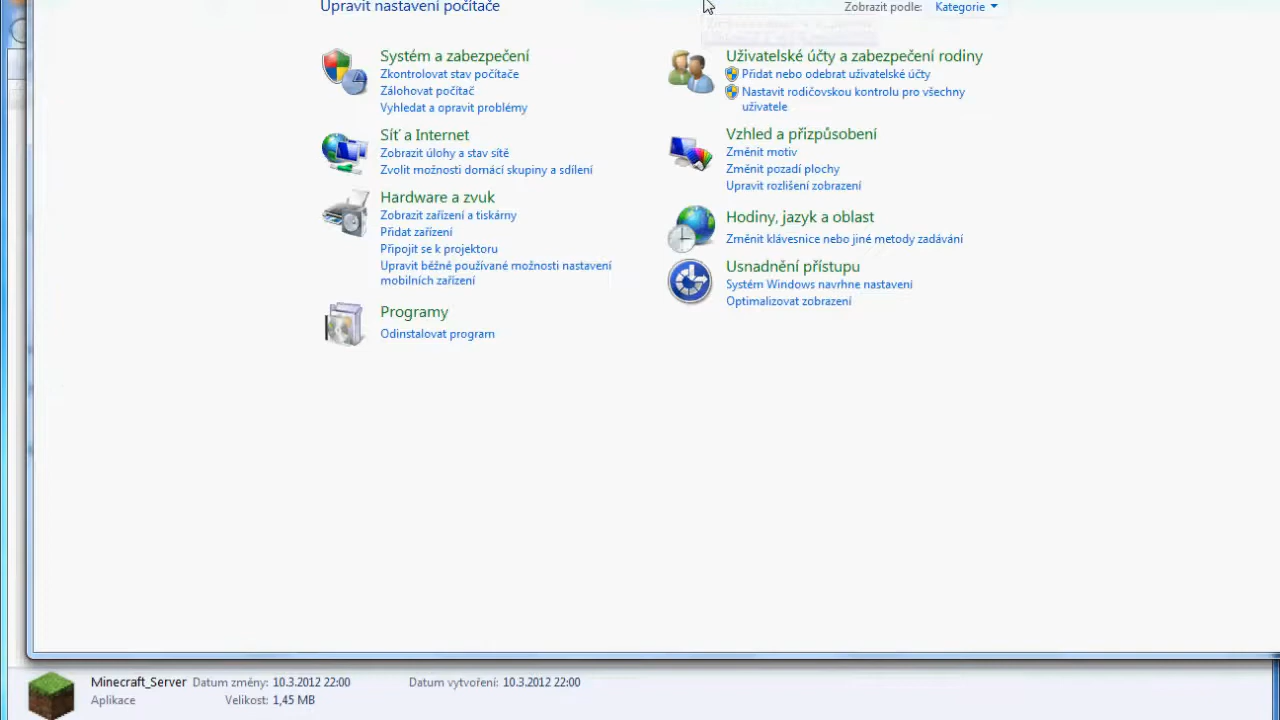 Upravit nastavení počítače
Zobrazit podle: Kategorie
Systém a zabezpečení
Zkontrolovat stav počítače
Zálohovat počítač
Vyhledat a opravit problémy
Síť a Internet
Zobrazit úlohy a stav sítě
Zvolit možnosti domácí skupiny a sdílení
Hardware a zvuk
Zobrazit zařízení a tiskárny
Přidat zařízení
Připojit se k projektoru
Upravit běžně používané možnosti nastavení
mobilních zařízení
Programy
Odinstalovat program
Uživatelské účty a zabezpečení rodiny
Přidat nebo odebrat uživatelské účty
Nastavit rodičovskou kontrolu pro všechny
uživatele
Vzhled a přizpůsobení
Změnit motiv
Změnit pozadí plochy
Upravit rozlišení zobrazení
Hodiny, jazyk a oblast
Změnit klávesnice nebo jiné metody zadávání
Usnadnění přístupu
Systém Windows navrhne nastavení
Optimalizovat zobrazení
Minecraft_Server Datum změny: 10.3.2012 22:00 Datum vytvoření: 10.3.2012 22:00
Aplikace Velikost: 1,45 MB